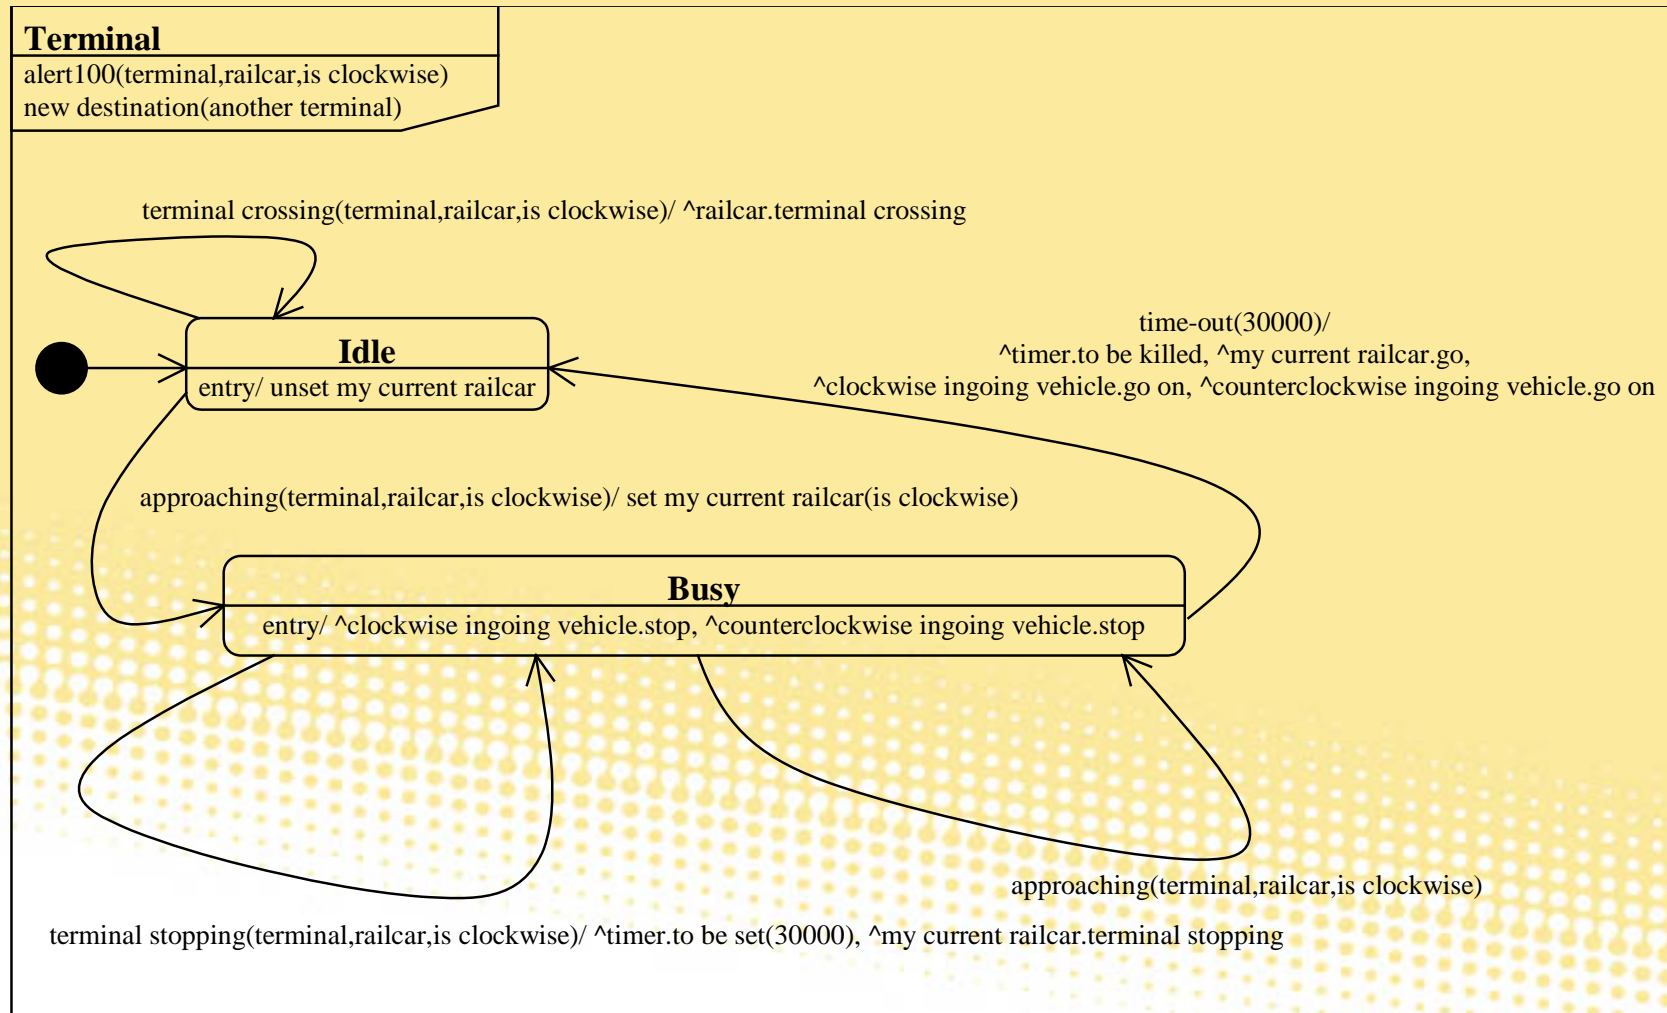 Terminal
alert100(terminal,railcar,is clockwise)
new destination(another terminal)
terminal crossing(terminal,railcar,is clockwise)/ ^railcar.terminal crossing
time-out(30000)/
^timer.to be killed, ^my current railcar.go,
^clockwise ingoing vehicle.go on, ^counterclockwise ingoing vehicle.go on
Idle
entry/ unset my current railcar
approaching(terminal,railcar,is clockwise)/ set my current railcar(is clockwise)
Busy
entry/ ^clockwise ingoing vehicle.stop, ^counterclockwise ingoing vehicle.stop
approaching(terminal,railcar,is clockwise)
terminal stopping(terminal,railcar,is clockwise)/ ^timer.to be set(30000), ^my current railcar.terminal stopping